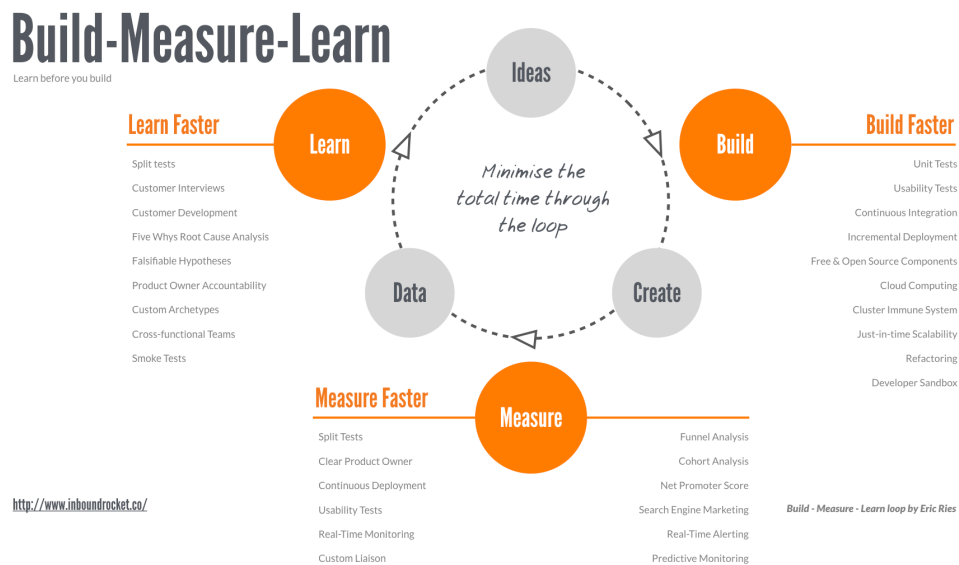 Build-Measure-Learn
Learn before you build
Ideas
Learn Faster
Learn
Build
Build Faster
Split tests
Customer Interviews
Customer Development
Five Whys Root Cause Analysis
Falsifiable Hypotheses
Product Owner Accountability
Custom Archetypes
Cross-functional Teams
Smoke Tests
Minimise the
total time through
the loop
Unit Tests
Usability Tests
Continuous Integration
Incremental Deployment
Free & Open Source Components
Cloud Computing
Cluster Immune System
Just-in-time Scalability
Refactoring
Developer Sandbox
Data
Create
Measure Faster
Measure
Split Tests
Clear Product Owner
Continuous Deployment
Usability Tests
Real-Time Monitoring
Custom Liaison
Funnel Analysis
Cohort Analysis
Net Promoter Score
Search Engine Marketing
Real-Time Alerting
Predictive Monitoring
http://www.inboundrocket.co/
Build - Measure - Learn loop by Eric Ries